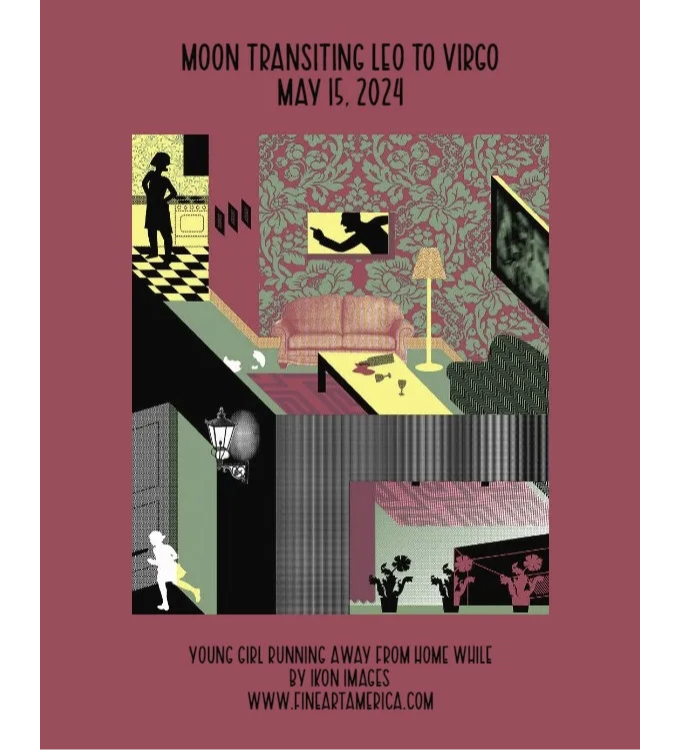 MOON TRANSITING LEO TO VIRGO
MAY 15, 2024
YOUNG GIRL RUNNING AWAY FROM HOME WHILE
BY IKON IMAGES
WWW.FINEARTAMERICA.COM